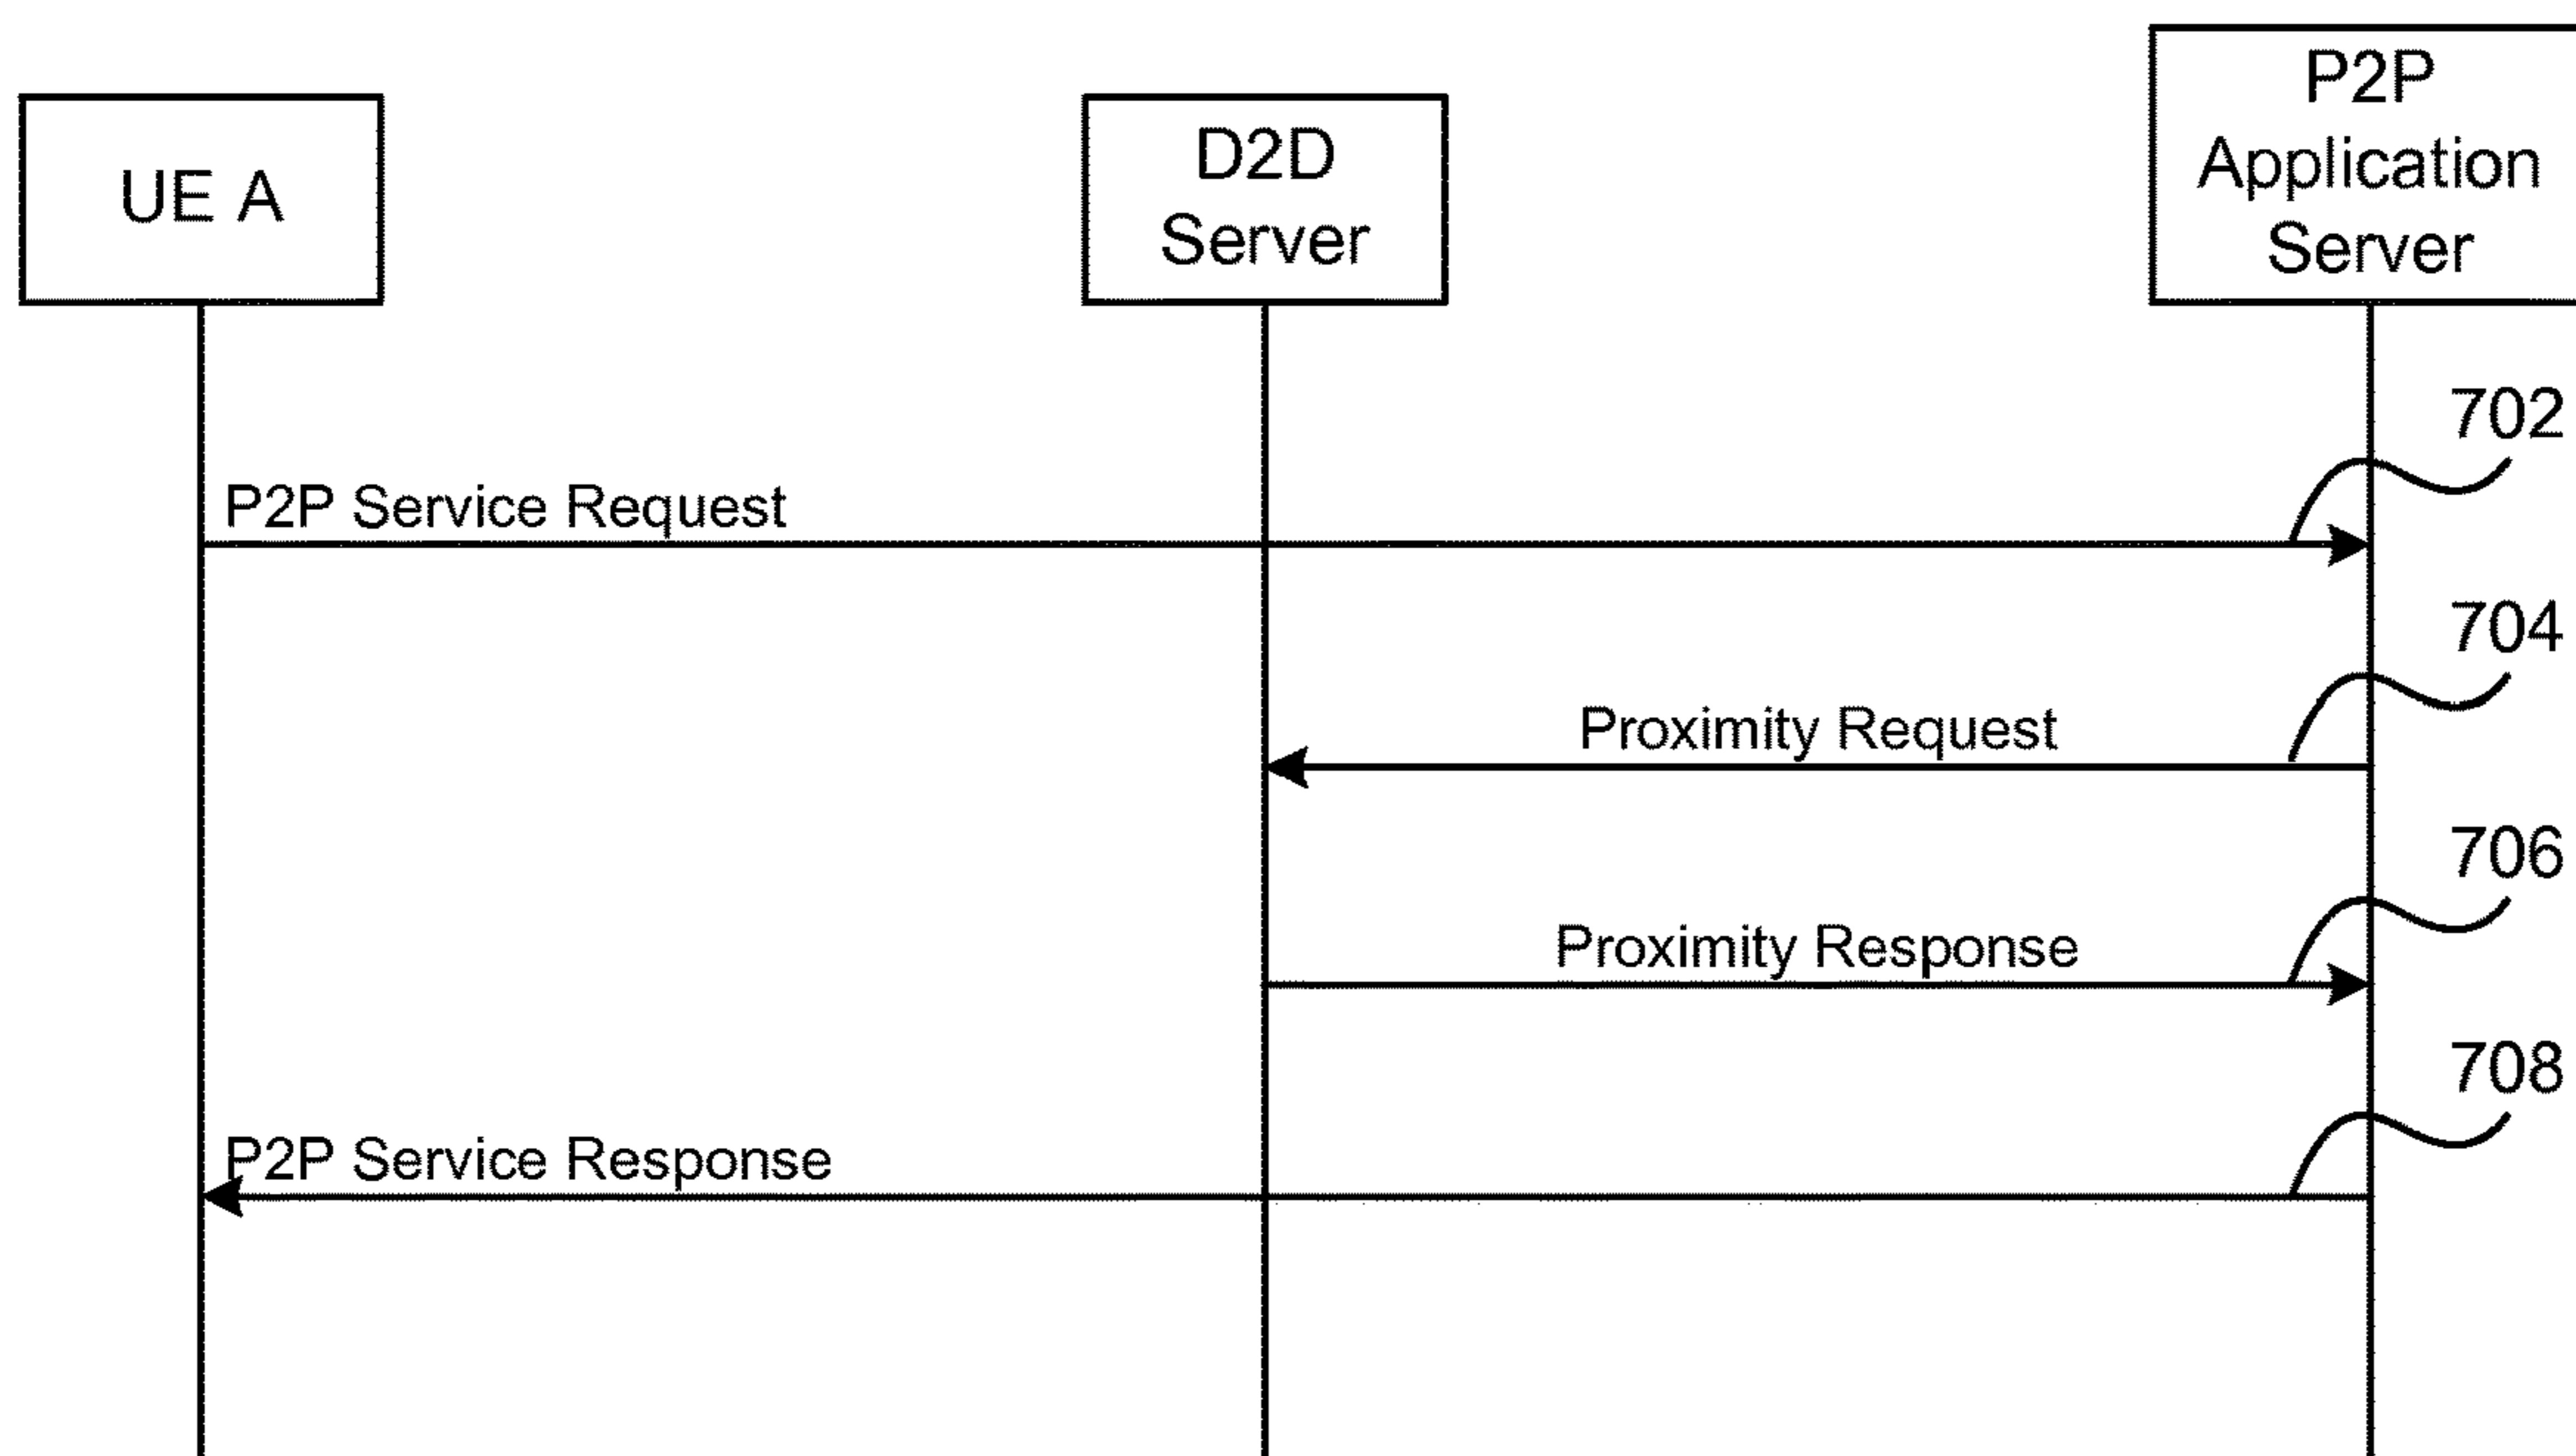 UE A
D2D
Server
P2P
Application
Server
702
P2P Service Request
704
Proximity Request
706
Proximity Response
708
P2P Service Response